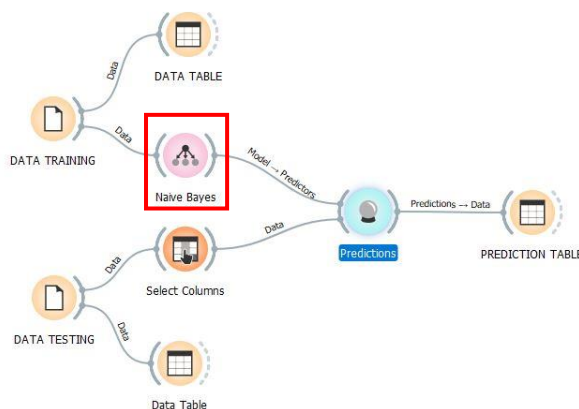 DATA TABLE
Data
DATA TRAINING
Data
Naive Bayes
Model → Predictors
Data
Predictions
Predictions → Data
PREDICTION TABLE
Data
Select Columns
DATA TESTING
Data
Data Table